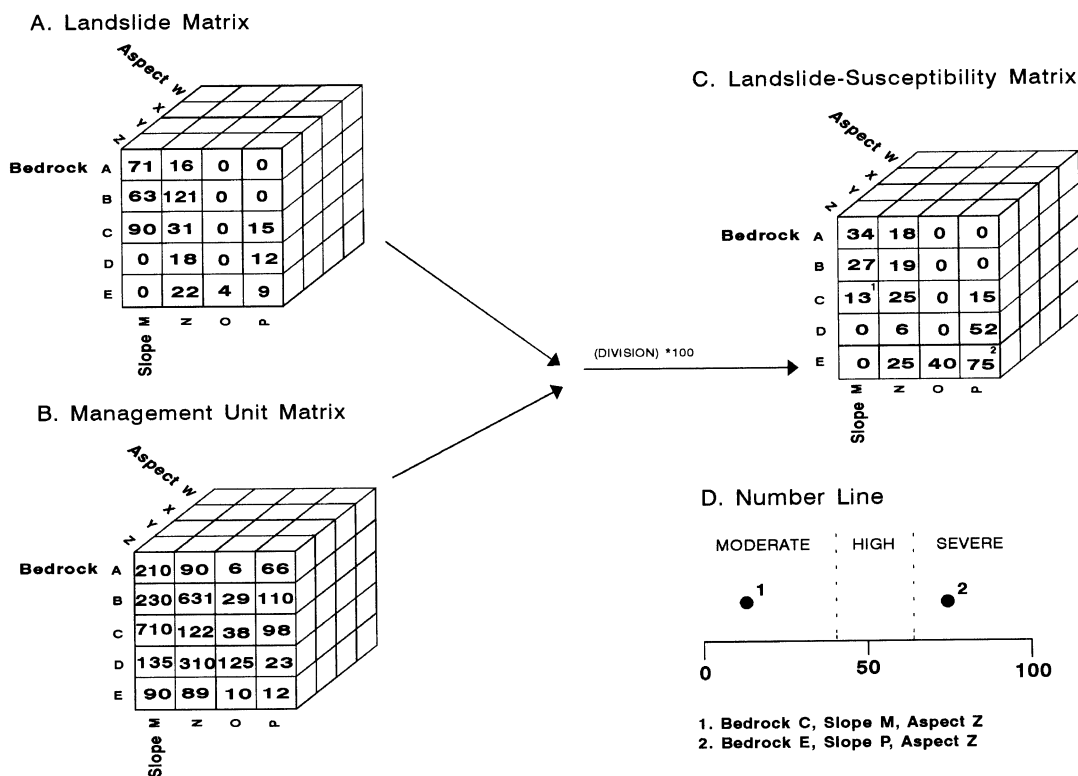 A. Landslide Matrix
Aspect W
X
Y
Z
Bedrock A 71 16 0 0
B 63 121 0 0
C 90 31 0 15
D 0 18 0 12
E 0 22 4 9
Slope M N O P
B. Management Unit Matrix
Aspect W
X
Y
Z
Bedrock A 210 90 6 66
B 230 631 29 110
C 710 122 38 98
D 135 310 125 23
E 90 89 10 12
Slope M N O P
(DIVISION) *100
C. Landslide-Susceptibility Matrix
Aspect W
X
Y
Z
Bedrock A 34 18 0 0
B 27 19 0 0
C 13¹ 25 0 15
D 0 6 0 52
E 0 25 40 75²
Slope M N O P
D. Number Line
MODERATE HIGH SEVERE
1 2
0 50 100
1. Bedrock C, Slope M, Aspect Z
2. Bedrock E, Slope P, Aspect Z